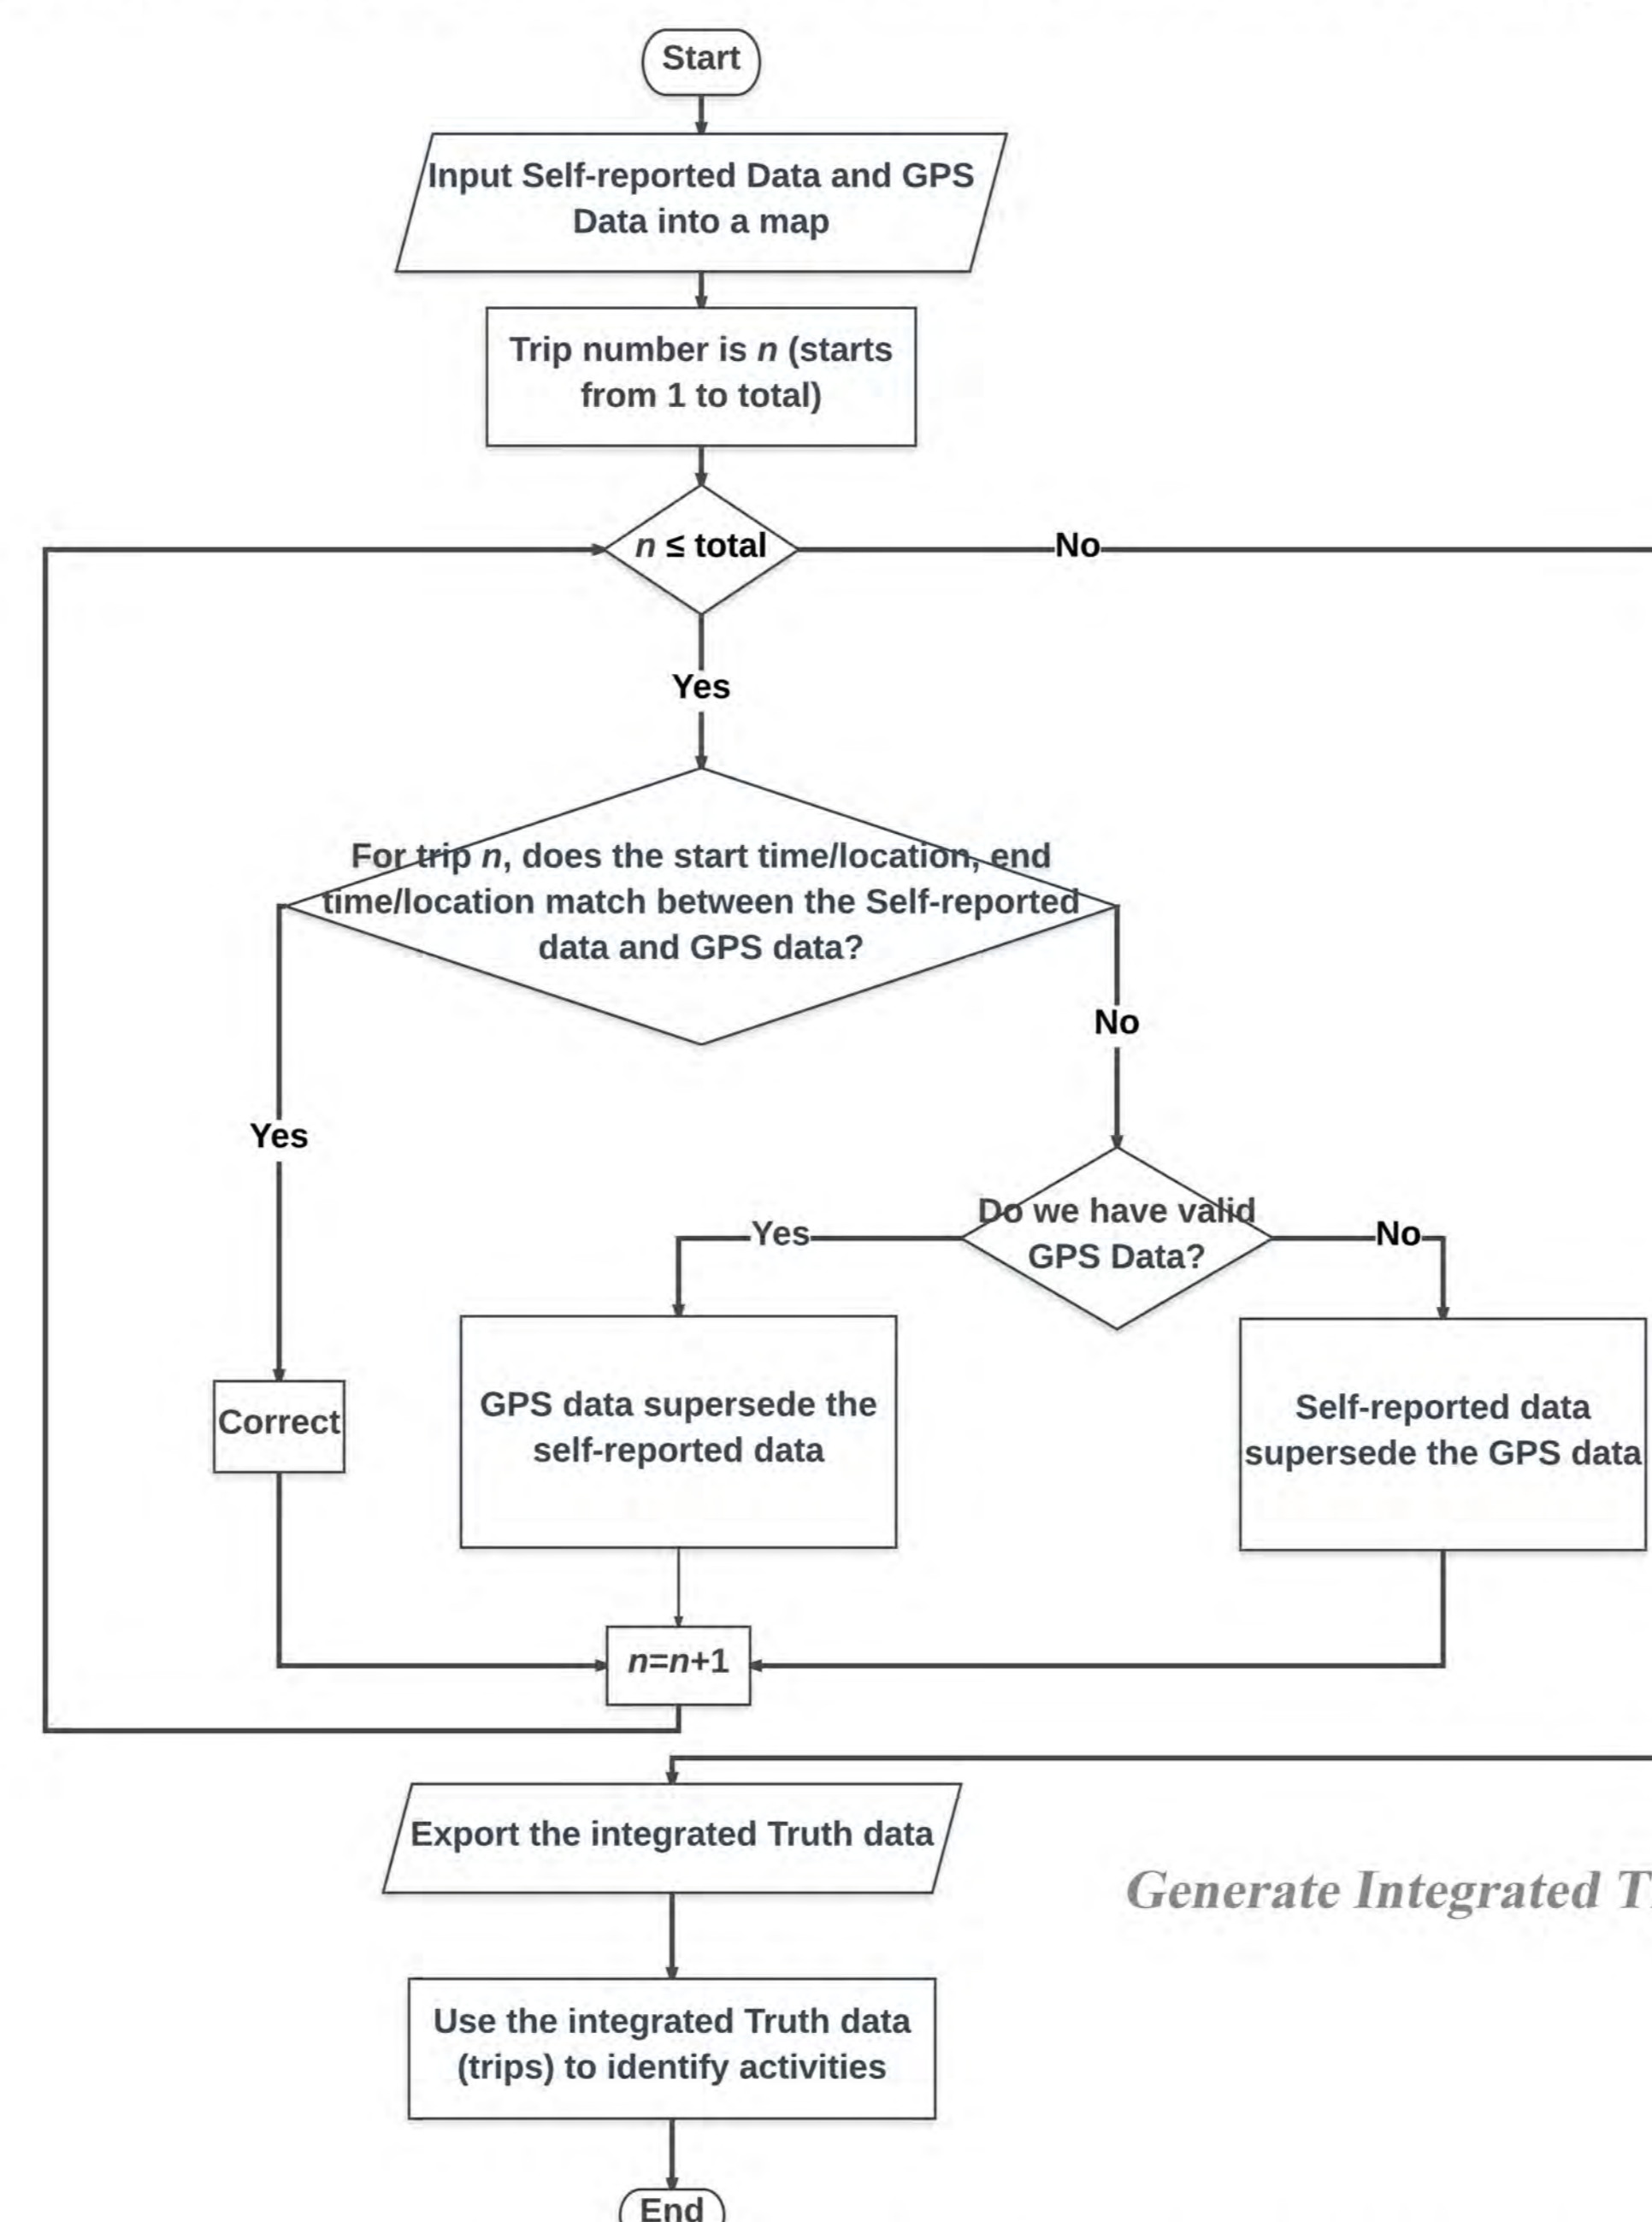 Start
Input Self-reported Data and GPS
Data into a map
Trip number is n (starts
from 1 to total)
n ≤ total
No
Yes
For trip n, does the start time/location, end
time/location match between the Self-reported
data and GPS data?
No
Yes
Do we have valid
GPS Data?
Yes
No
GPS data supersede the
self-reported data
Self-reported data
supersede the GPS data
Correct
n=n+1
Export the integrated Truth data
Generate Integrated
Use the integrated Truth data
(trips) to identify activities
End